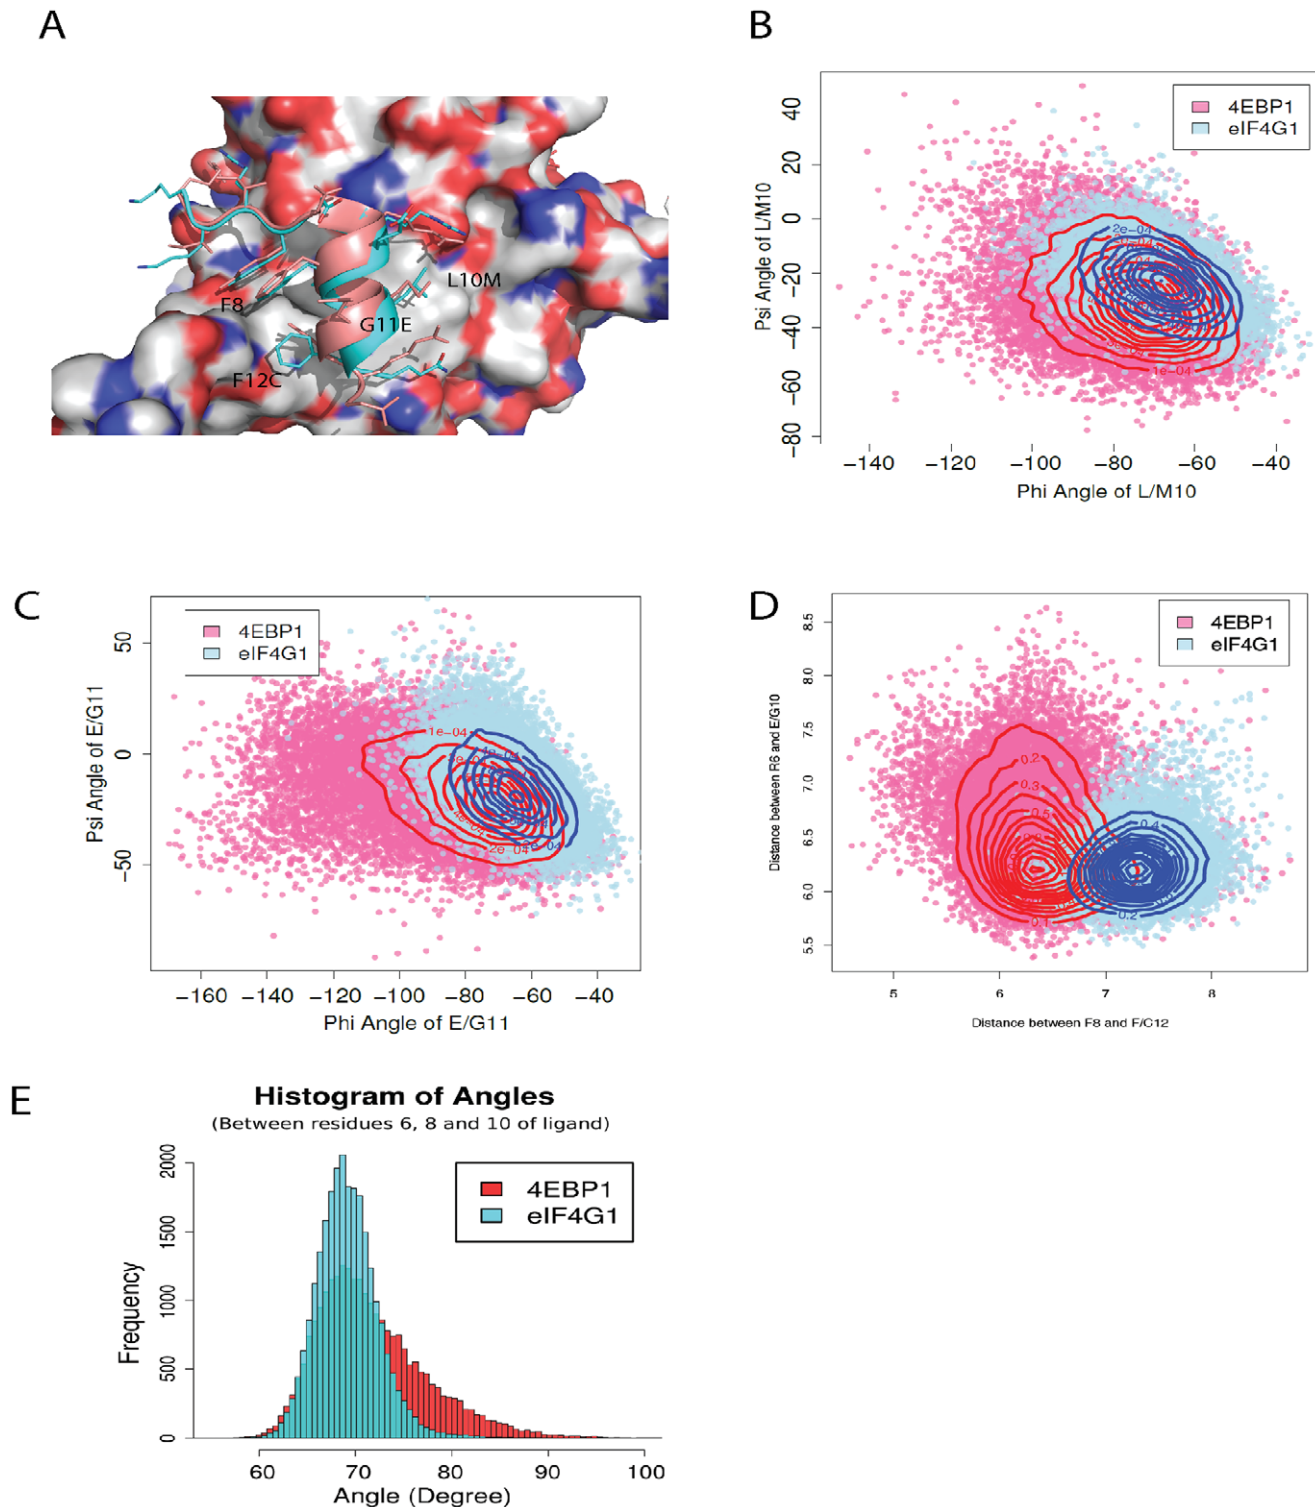 A
F8
L10M
G11E
F12C
B
4EBP1
eIF4G1
Psi Angle of L/M10
40
20
0
−20
−40
−60
−80
2e−04
1e−04
−140 −120 −100 −80 −60 −40
Phi Angle of L/M10
C
4EBP1
eIF4G1
Psi Angle of E/G11
50
0
−50
1e−04
2e−04
−160 −140 −120 −100 −80 −60 −40
Phi Angle of E/G11
D
4EBP1
eIF4G1
Distance between R6 and E/G10
8.5
8.0
7.5
7.0
6.5
6.0
5.5
0.2
0.3
0.5
0.1
0.4
0.2
5 6 7 8
Distance between F8 and F/C12
E
Histogram of Angles
(Between residues 6, 8 and 10 of ligand)
4EBP1
eIF4G1
Frequency
2000
1500
1000
500
0
60 70 80 90 100
Angle (Degree)